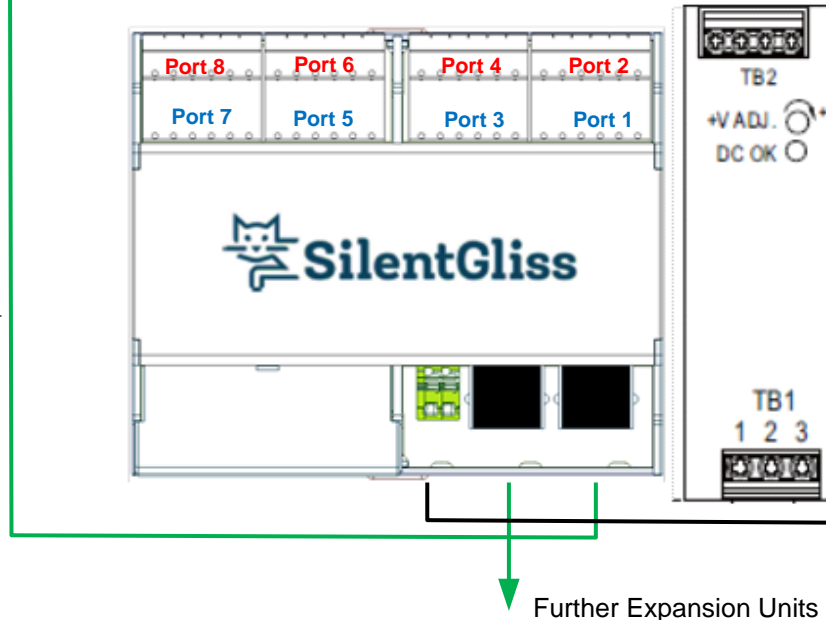 Port 8 Port 6 Port 4 Port 2
Port 7 Port 5 Port 3 Port 1
SilentGliss
TB2
+V ADJ. +
DC OK
TB1
1 2 3
Further Expansion Units